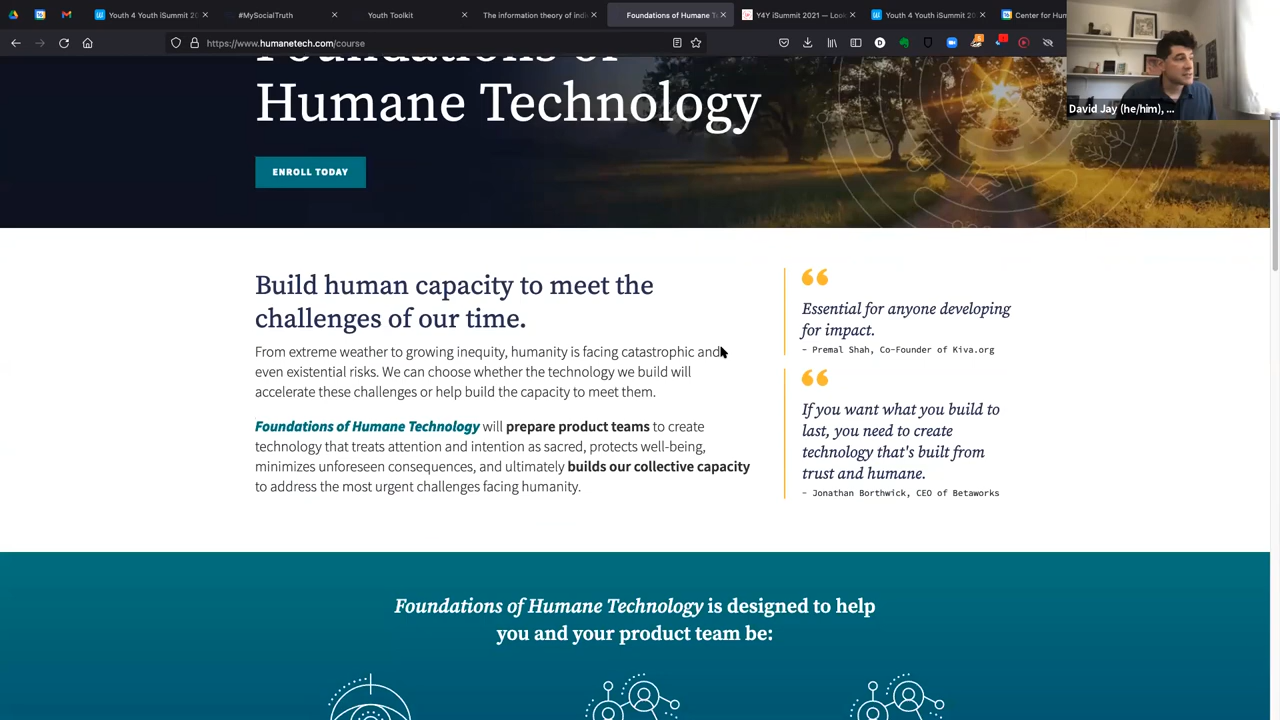 Youth 4 Youth iSummit 20
#MySocialTruth
Youth Toolkit
The information theory of indi
Foundations of Humane T
Y4Y iSummit 2021 — Loo
Youth 4 Youth iSummit 20
Center for Hum
https://www.humanetech.com/course
David Jay (he/him), ...
Foundations of
Humane Technology
ENROLL TODAY
Build human capacity to meet the
challenges of our time.
From extreme weather to growing inequity, humanity is facing catastrophic and
even existential risks. We can choose whether the technology we build will
accelerate these challenges or help build the capacity to meet them.
Foundations of Humane Technology will prepare product teams to create
technology that treats attention and intention as sacred, protects well-being,
minimizes unforeseen consequences, and ultimately builds our collective capacity
to address the most urgent challenges facing humanity.
Essential for anyone developing
for impact.
– Premal Shah, Co-Founder of Kiva.org
If you want what you build to
last, you need to create
technology that's built from
trust and humane.
– Jonathan Borthwick, CEO of Betaworks
Foundations of Humane Technology is designed to help
you and your product team be: